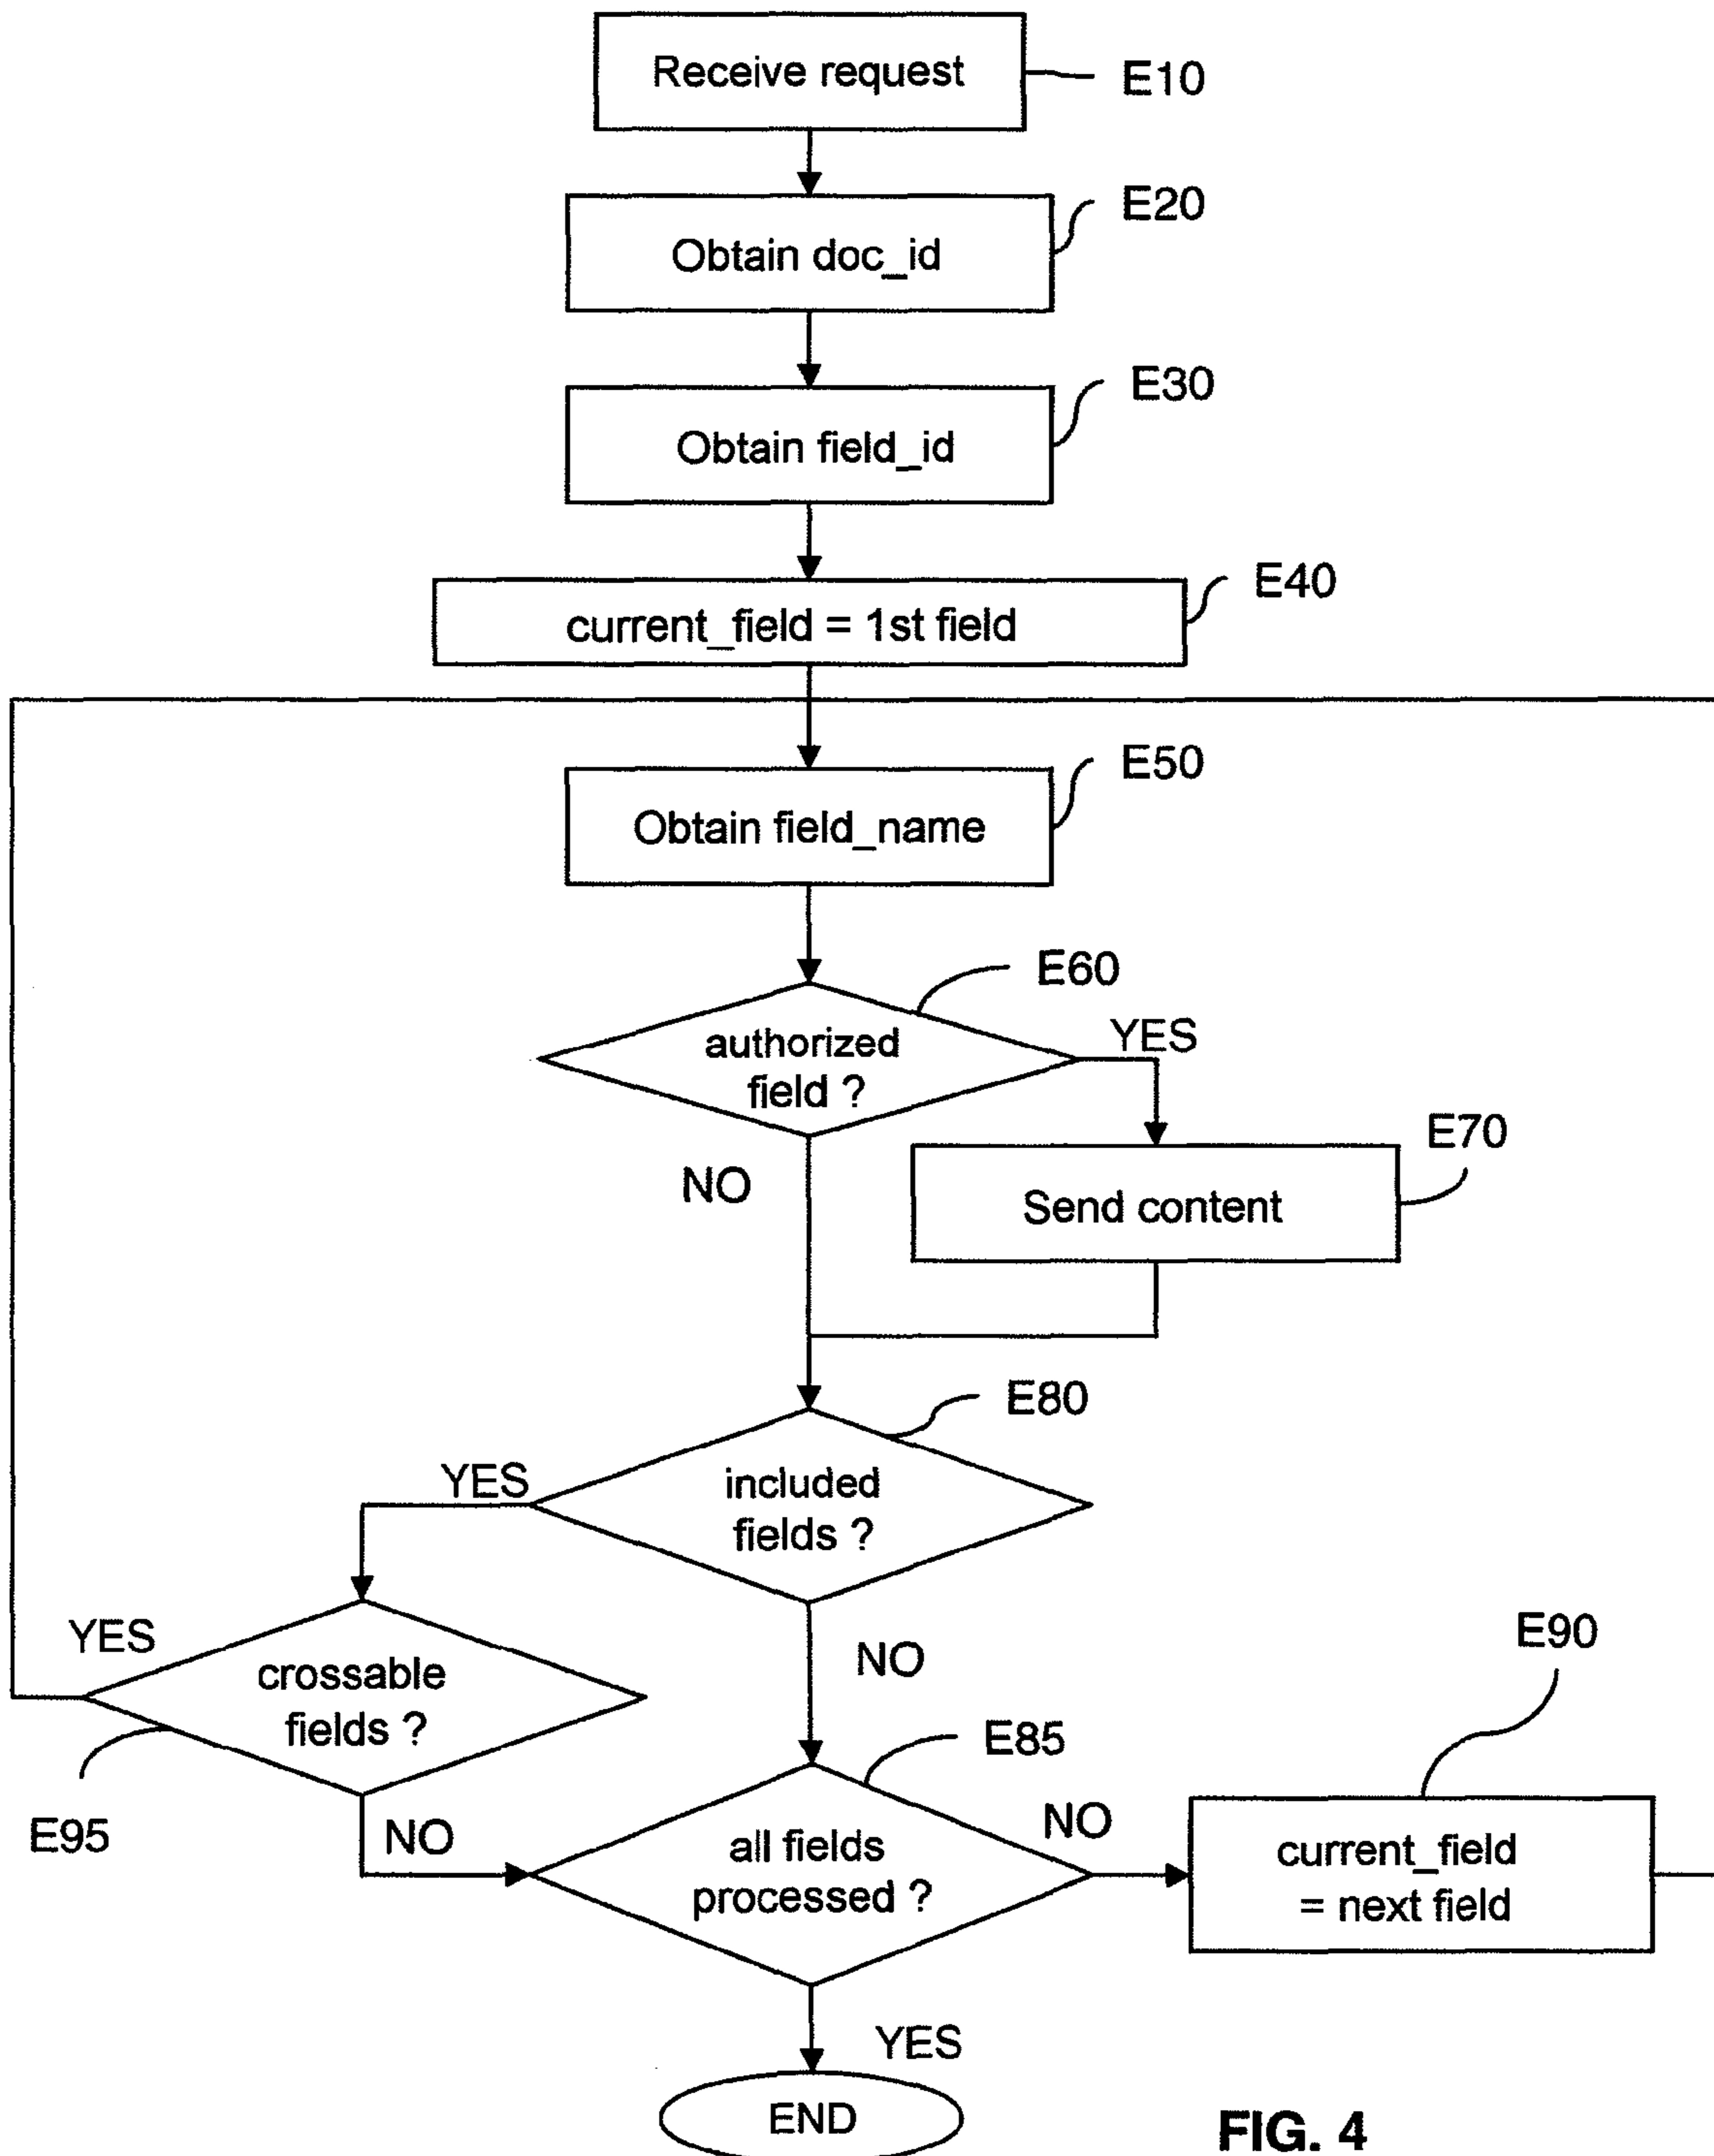 Receive request
E10
E20
Obtain doc_id
E30
Obtain field_id
E40
current_field = 1st field
E50
Obtain field_name
E60
authorized
field ?
YES
E70
NO
Send content
E80
YES
included
fields ?
YES
NO
E90
crossable
fields ?
E85
E95
NO
all fields
processed ?
NO
current_field
= next field
YES
END
FIG. 4